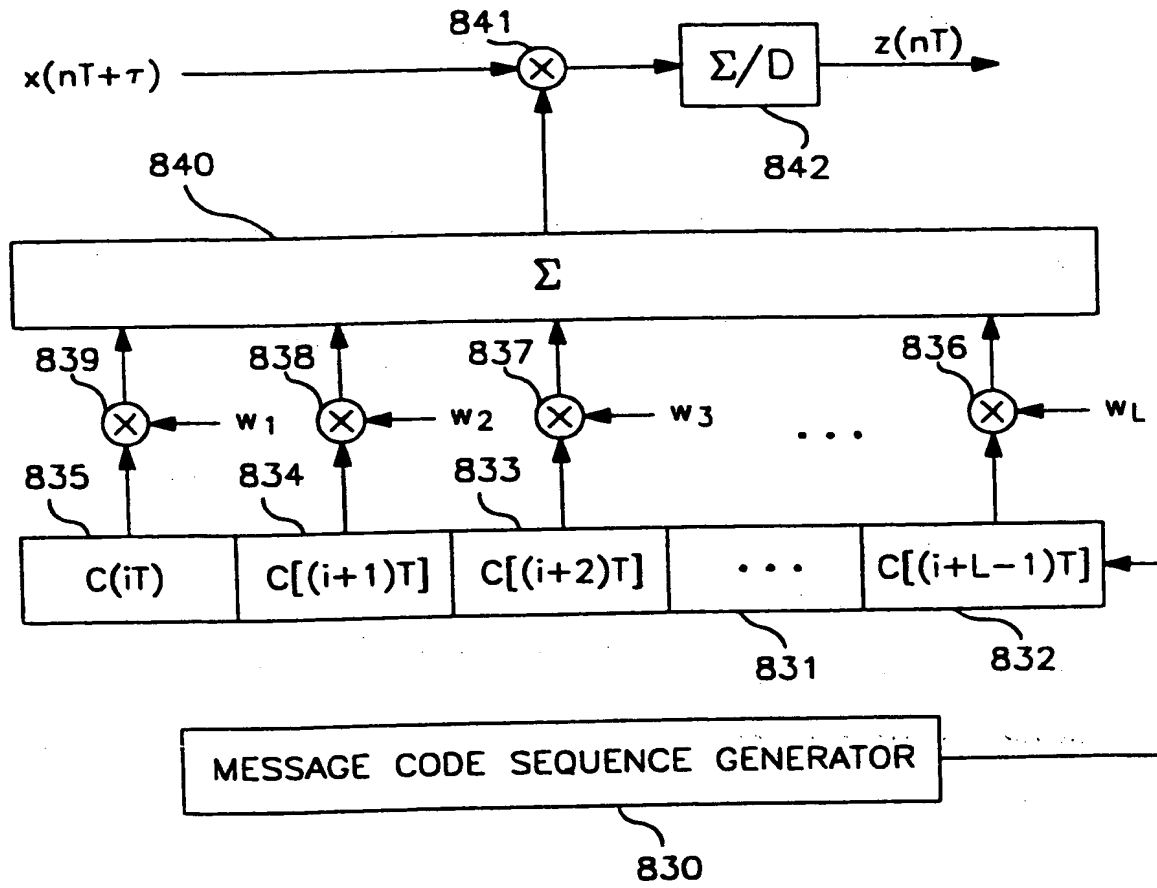 841
x(nT+τ)
×
Σ/D
z(nT)
842
840
Σ
839
838
837
836
×
w₁
×
w₂
×
w₃
...
×
w_L
835
834
833
C(iT)
C[(i+1)T]
C[(i+2)T]
...
C[(i+L-1)T]
831
832
MESSAGE CODE SEQUENCE GENERATOR
830